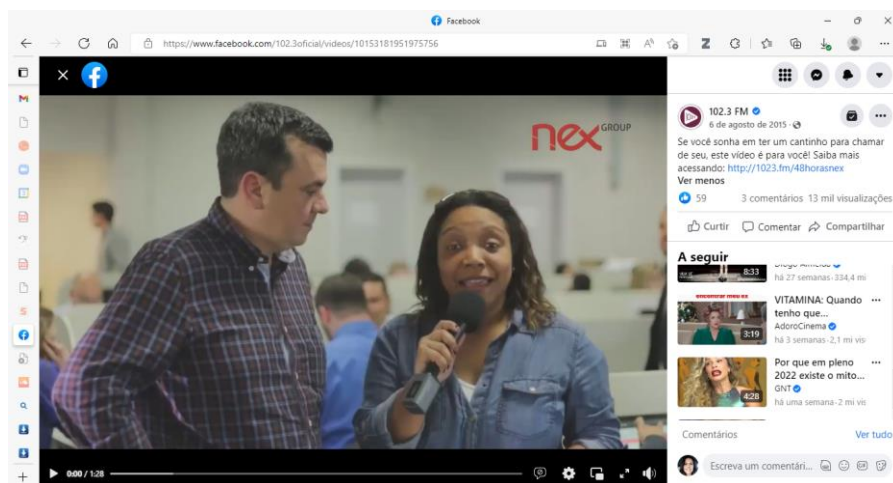 Facebook
https://www.facebook.com/102.3oficial/videos/10153181951975756
nex GROUP
0:00 / 1:28
102.3 FM
6 de agosto de 2015 ·
Se você sonha em ter um cantinho para chamar
de seu, este vídeo é para você! Saiba mais
acessando: http://1023.fm/48horasnex
Ver menos
59
3 comentários 13 mil visualizações
Curtir Comentar Compartilhar
A seguir
8:33
há 27 semanas · 334,4 mi
VITAMINA: Quando
tenho que...
AdoroCinema
há 3 semanas · 2,1 mi vis
3:19
Por que em pleno
2022 existe o mito...
GNT
há uma semana · 2 mi vis
4:28
Comentários
Ver tudo
Escreva um comentári...